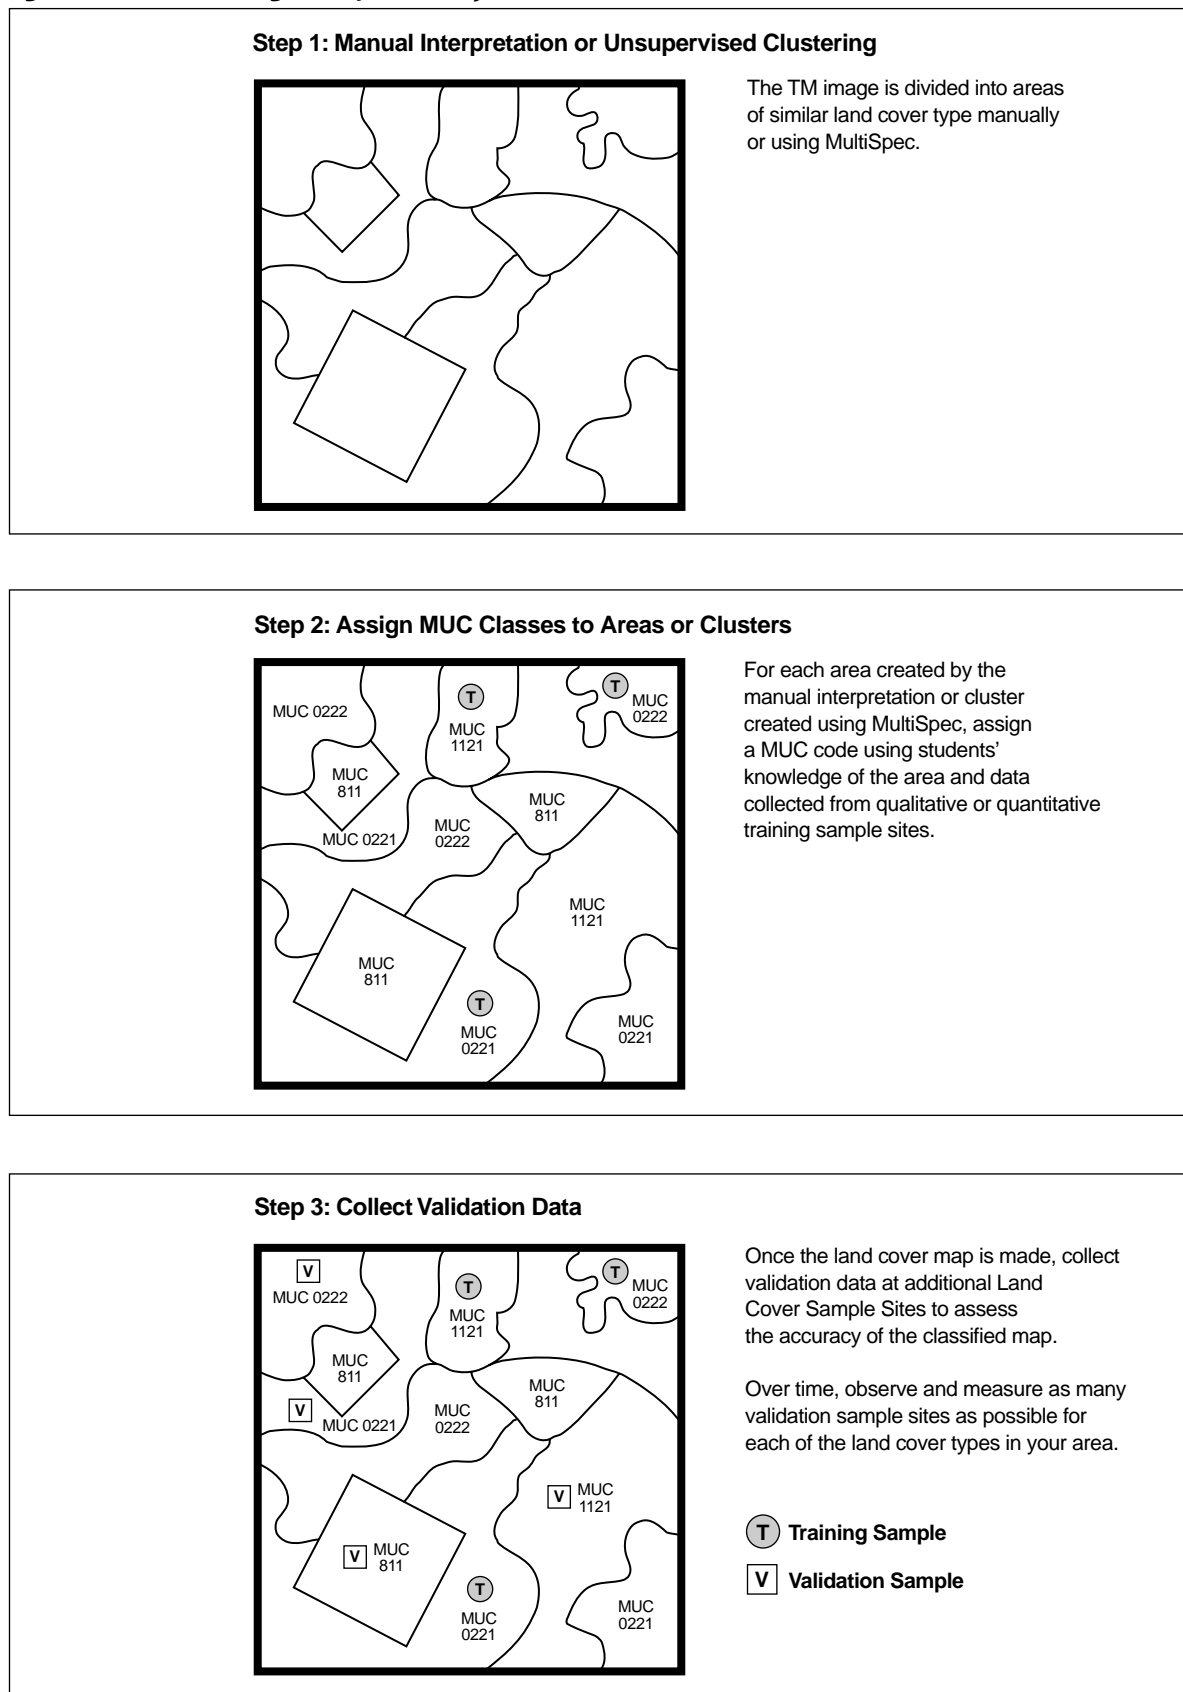 Step 1: Manual Interpretation or Unsupervised Clustering
The TM image is divided into areas
of similar land cover type manually
or using MultiSpec.
Step 2: Assign MUC Classes to Areas or Clusters
T
T
MUC 0222
MUC
1121
MUC
0222
MUC
811
MUC
811
MUC 0221
MUC
0222
MUC
1121
MUC
811
T
MUC
0221
MUC
0221
For each area created by the
manual interpretation or cluster
created using MultiSpec, assign
a MUC code using students’
knowledge of the area and data
collected from qualitative or quantitative
training sample sites.
Step 3: Collect Validation Data
V
T
T
MUC 0222
MUC
1121
MUC
0222
MUC
811
MUC
811
V
MUC 0221
MUC
0222
V
MUC
1121
V
MUC
811
T
MUC
0221
MUC
0221
Once the land cover map is made, collect
validation data at additional Land
Cover Sample Sites to assess
the accuracy of the classified map.
Over time, observe and measure as many
validation sample sites as possible for
each of the land cover types in your area.
T Training Sample
V Validation Sample